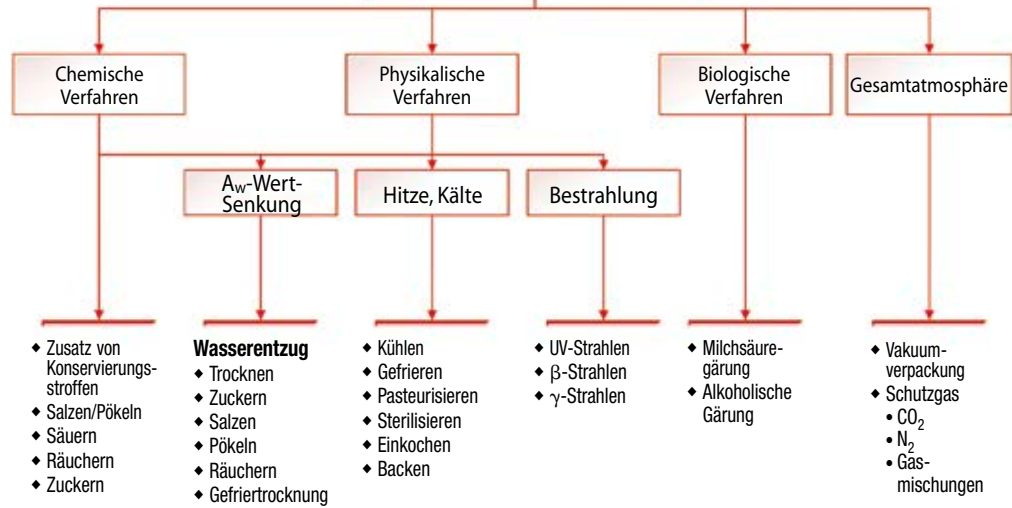 Chemische
Verfahren
Physikalische
Verfahren
Biologische
Verfahren
Gesamtatmosphäre
Aw-Wert-
Senkung
Hitze, Kälte
Bestrahlung
◆ Zusatz von
Konservierungs-
stroffen
◆ Salzen/Pökeln
◆ Säuern
◆ Räuchern
◆ Zuckern
Wasserentzug
◆ Trocknen
◆ Zuckern
◆ Salzen
◆ Pökeln
◆ Räuchern
◆ Gefriertrocknung
◆ Kühlen
◆ Gefrieren
◆ Pasteurisieren
◆ Sterilisieren
◆ Einkochen
◆ Backen
◆ UV-Strahlen
◆ β-Strahlen
◆ γ-Strahlen
◆ Milchsäure-
gärung
◆ Alkoholische
Gärung
◆ Vakuum-
verpackung
◆ Schutzgas
• CO₂
• N₂
• Gas-
mischungen